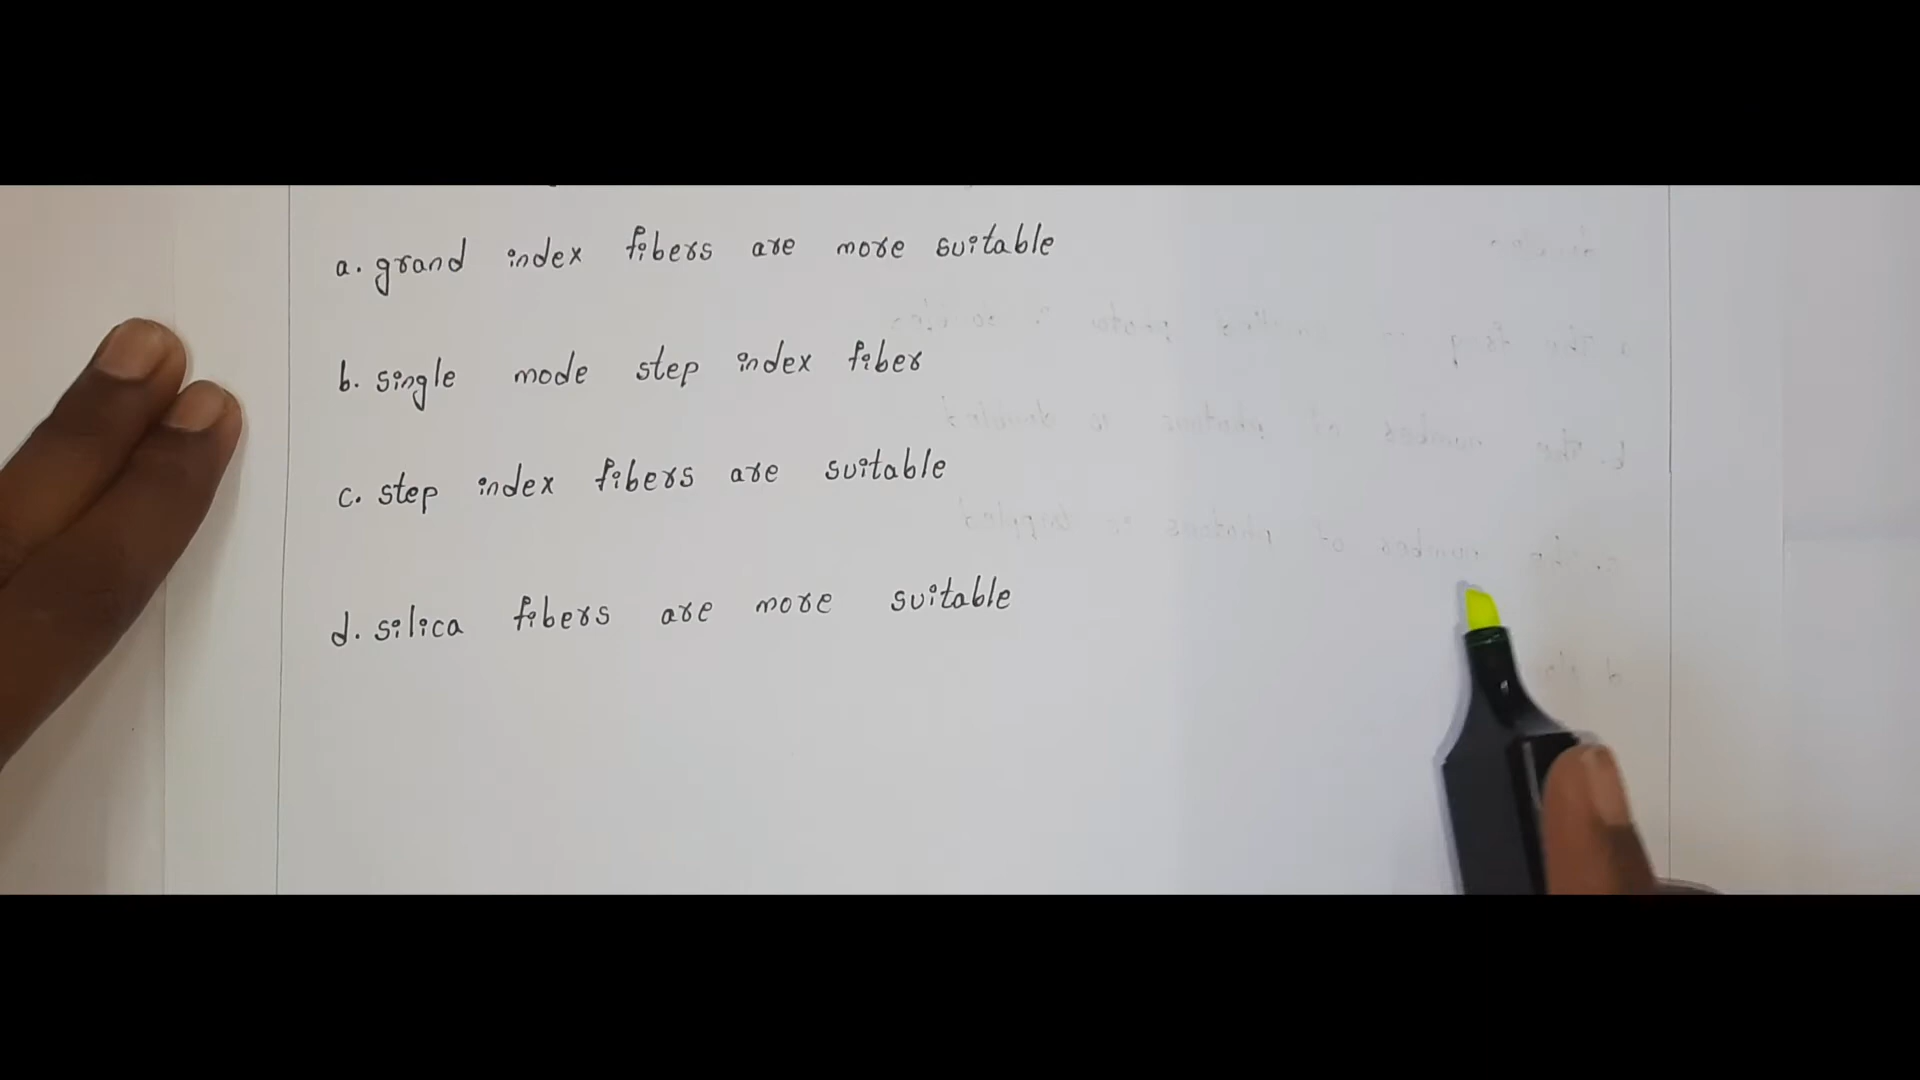 a. grand index fibers are more suitable
b. single mode step index fiber
c. step index fibers are suitable
d. silica fibers are more suitable